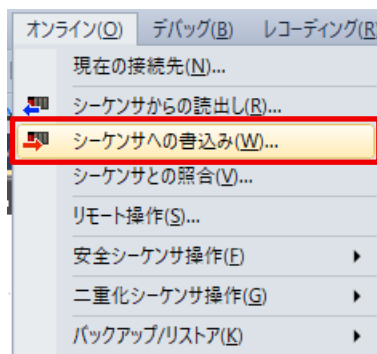 オンライン(O) デバッグ(B) レコーディング(R
現在の接続先(N)...
シーケンサからの読出し(R)...
シーケンサへの書込み(W)...
シーケンサとの照合(V)...
リモート操作(S)...
安全シーケンサ操作(F)
二重化シーケンサ操作(G)
バックアップ/リストア(K)